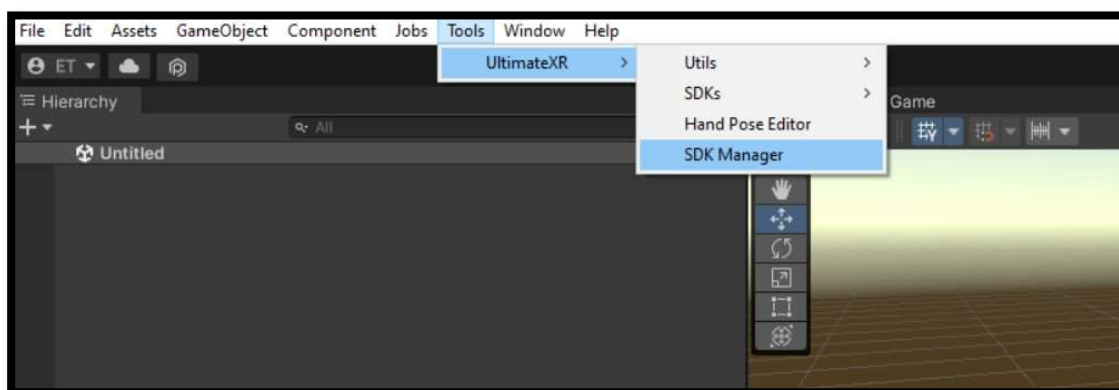 File Edit Assets GameObject Component Jobs Tools Window Help
ET
UltimateXR
Utils
SDKs
Hand Pose Editor
SDK Manager
Hierarchy
Game
All
Untitled